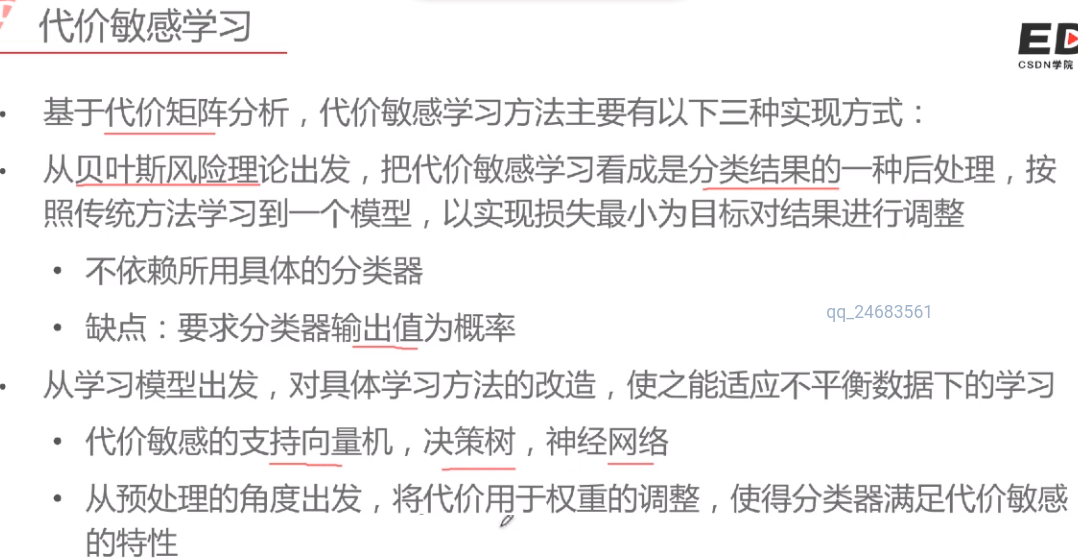 代价敏感学习
ED
CSDN学院
• 基于代价矩阵分析，代价敏感学习方法主要有以下三种实现方式：
• 从贝叶斯风险理论出发，把代价敏感学习看成是分类结果的一种后处理，按
照传统方法学习到一个模型，以实现损失最小为目标对结果进行调整
• 不依赖所用具体的分类器
• 缺点：要求分类器输出值为概率
qq_24683561
• 从学习模型出发，对具体学习方法的改造，使之能适应不平衡数据下的学习
• 代价敏感的支持向量机，决策树，神经网络
• 从预处理的角度出发，将代价用于权重的调整，使得分类器满足代价敏感
的特性